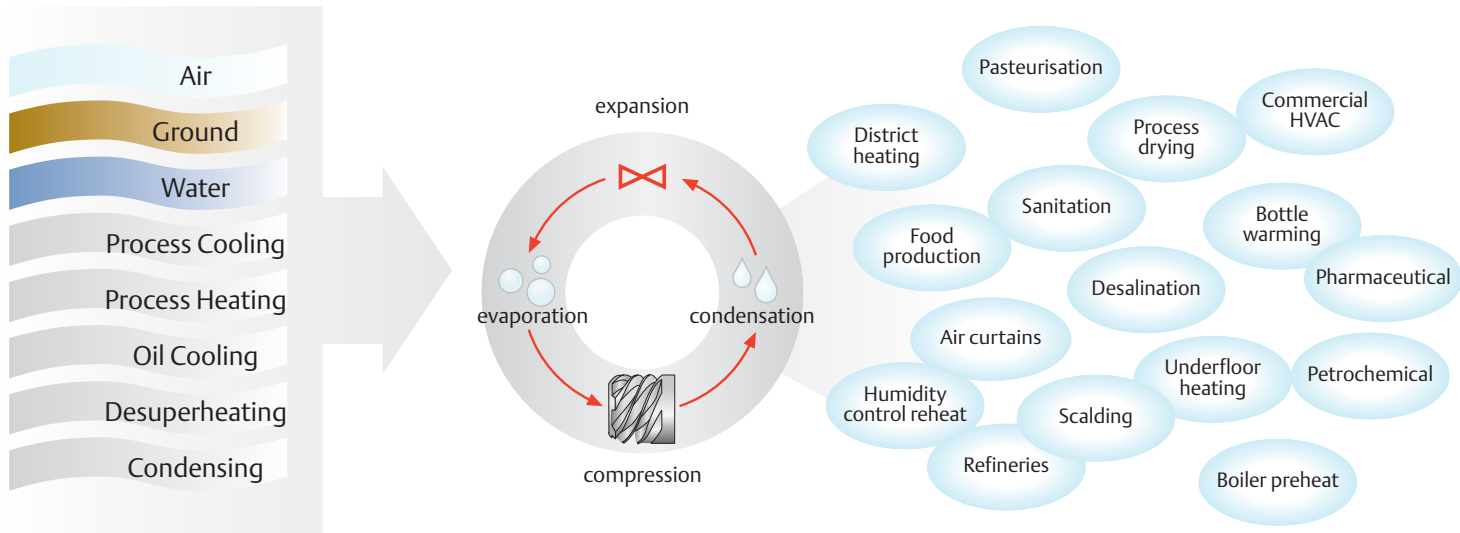 Air
Ground
Water
Process Cooling
Process Heating
Oil Cooling
Desuperheating
Condensing
expansion
evaporation
condensation
compression
Pasteurisation
Commercial
HVAC
District
heating
Process
drying
Sanitation
Bottle
warming
Food
production
Pharmaceutical
Desalination
Air curtains
Underfloor
heating
Petrochemical
Humidity
control reheat
Scalding
Refineries
Boiler preheat